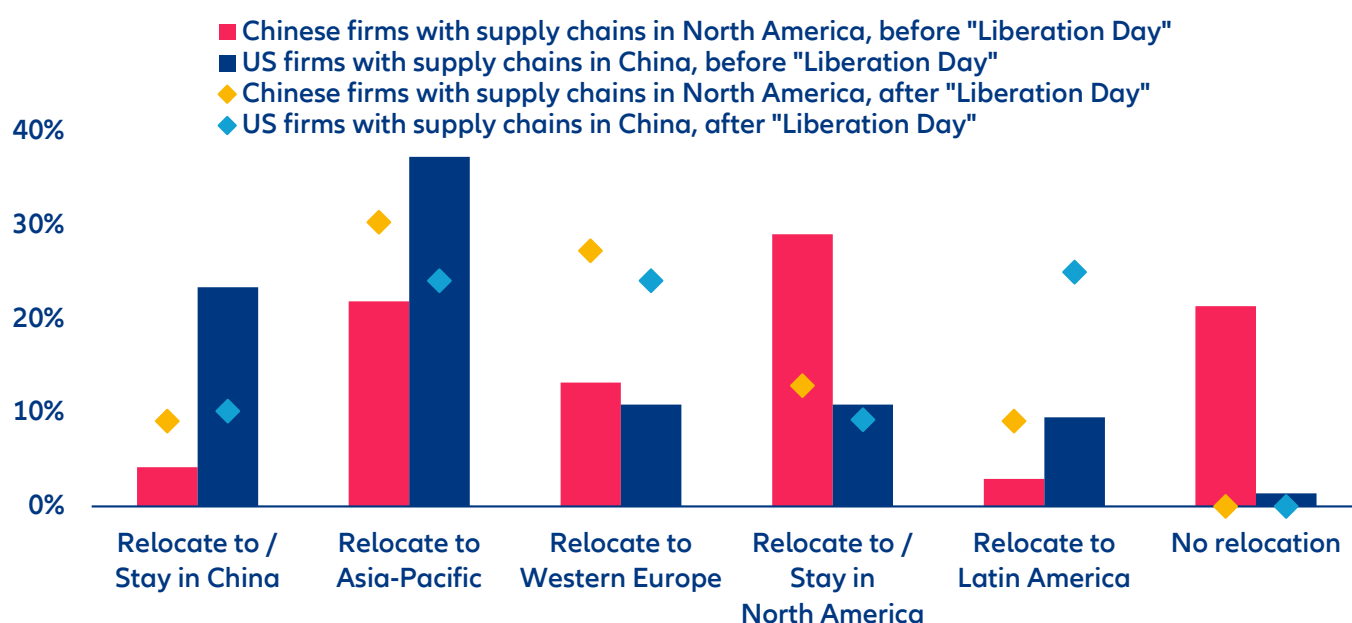 Chinese firms with supply chains in North America, before "Liberation Day"
US firms with supply chains in China, before "Liberation Day"
Chinese firms with supply chains in North America, after "Liberation Day"
US firms with supply chains in China, after "Liberation Day"
40%
30%
20%
10%
0%
Relocate to /
Stay in China
Relocate to
Asia-Pacific
Relocate to
Western Europe
Relocate to /
Stay in
North America
Relocate to
Latin America
No relocation